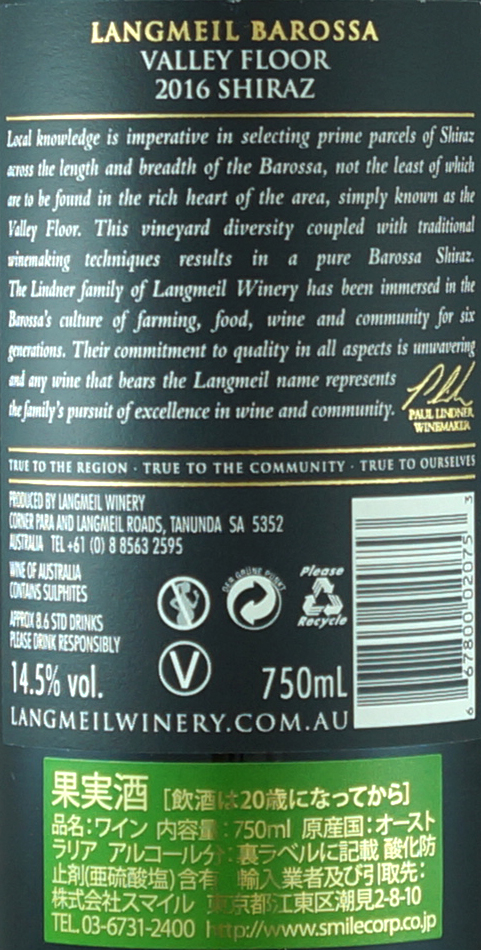 LANGMEIL BAROSSA
VALLEY FLOOR
2016 SHIRAZ
Local knowledge is imperative in selecting prime parcels of Shiraz
across the length and breadth of the Barossa, not the least of which
are to be found in the rich heart of the area, simply known as the
Valley Floor. This vineyard diversity coupled with traditional
winemaking techniques results in a pure Barossa Shiraz.
The Lindner family of Langmeil Winery has been immersed in the
Barossa's culture of farming, food, wine and community for six
generations. Their commitment to quality in all aspects is unwavering
and any wine that bears the Langmeil name represents
the family's pursuit of excellence in wine and community.
PAUL LINDNER
WINEMAKER
TRUE TO THE REGION · TRUE TO THE COMMUNITY · TRUE TO OURSELVES
PRODUCED BY LANGMEIL WINERY
CORNER PARA AND LANGMEIL ROADS, TANUNDA SA 5352
AUSTRALIA TEL +61 (0) 8 8563 2595
WINE OF AUSTRALIA
CONTAINS SULPHITES
APPROX 8.6 STD DRINKS
PLEASE DRINK RESPONSIBLY
DER GRÜNE PUNKT
Please
Recycle
V
14.5% vol.
750mL
LANGMEILWINERY.COM.AU
6 67800 02075 3
果実酒 [飲酒は20歳になってから]
品名:ワイン 内容量:750ml 原産国:オースト
ラリア アルコール分:裏ラベルに記載 酸化防
止剤(亜硫酸塩)含有 輸入業者及び引取先:
株式会社スマイル 東京都江東区潮見2-8-10
TEL. 03-6731-2400 http://www.smilecorp.co.jp